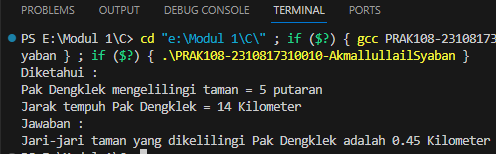 PROBLEMS
OUTPUT
DEBUG CONSOLE
TERMINAL
PORTS
PS E:\Modul 1\C> cd "e:\Modul 1\C\" ; if ($?) { gcc PRAK108-2310817310010-AkmallullailSyaban
yaban } ; if ($?) { .\PRAK108-2310817310010-AkmallullailSyaban }
Diketahui :
Pak Dengklek mengelilingi taman = 5 putaran
Jarak tempuh Pak Dengklek = 14 Kilometer
Jawaban :
Jari-jari taman yang dikelilingi Pak Dengklek adalah 0.45 Kilometer